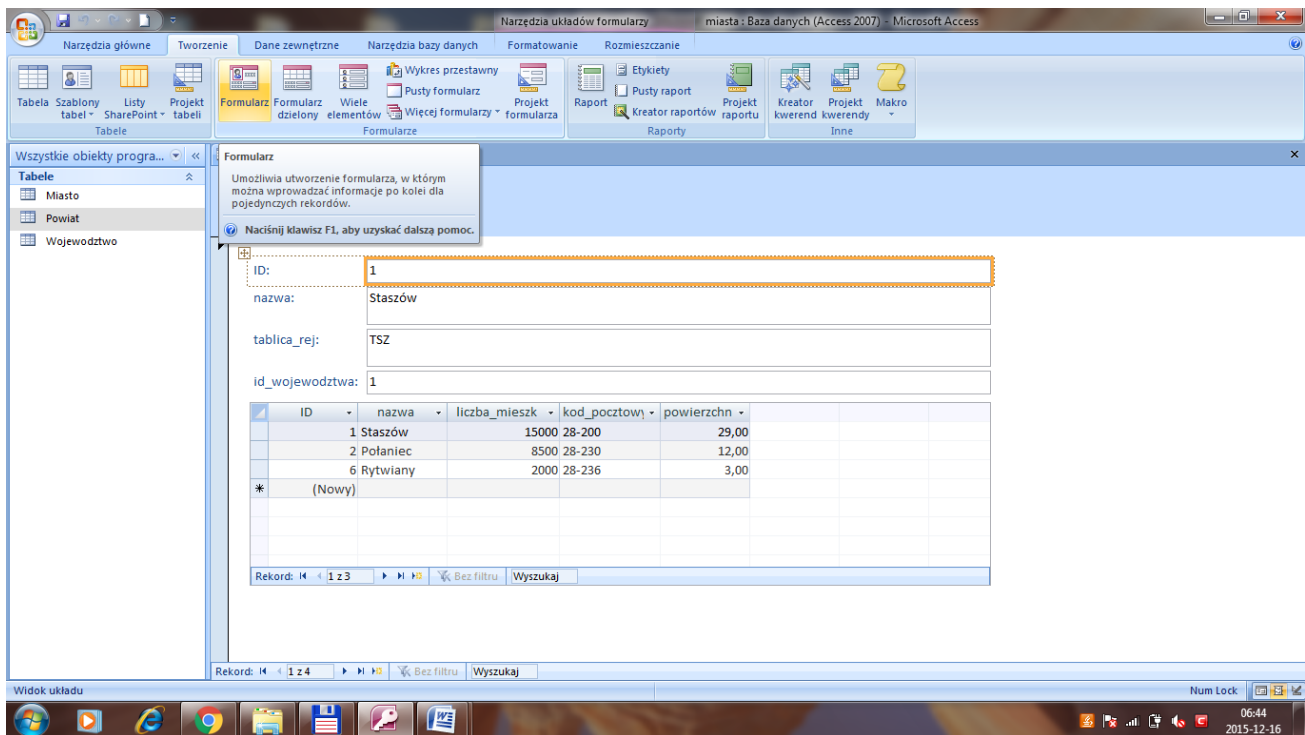 Narzędzia układów formularzy miasta : Baza danych (Access 2007) - Microsoft Access
Narzędzia główne Tworzenie Dane zewnętrzne Narzędzia bazy danych Formatowanie Rozmieszczanie
Tabela Szablony tabel Listy SharePoint Projekt tabeli
Tabele
Formularz Formularz dzielony Wiele elementów Wykres przestawny Pusty formularz Więcej formularzy Projekt formularza
Formularze
Raport Etykiety Pusty raport Kreator raportów Projekt raportu
Raporty
Kreator kwerend Projekt kwerendy Makro
Inne
Wszystkie obiekty progra...
Tabele
Miasto
Powiat
Wojewodztwo
Formularz
Umożliwia utworzenie formularza, w którym
można wprowadzać informacje po kolei dla
pojedynczych rekordów.
Naciśnij klawisz F1, aby uzyskać dalszą pomoc.
ID: 1
nazwa: Staszów
tablica_rej: TSZ
id_wojewodztwa: 1
ID nazwa liczba_mieszk kod_pocztowy powierzchn
1 Staszów 15000 28-200 29,00
2 Połaniec 8500 28-230 12,00
6 Rytwiany 2000 28-236 3,00
(Nowy)
Rekord: 1 z 3 Bez filtru Wyszukaj
Rekord: 1 z 4 Bez filtru Wyszukaj
Widok układu Num Lock
06:44
2015-12-16